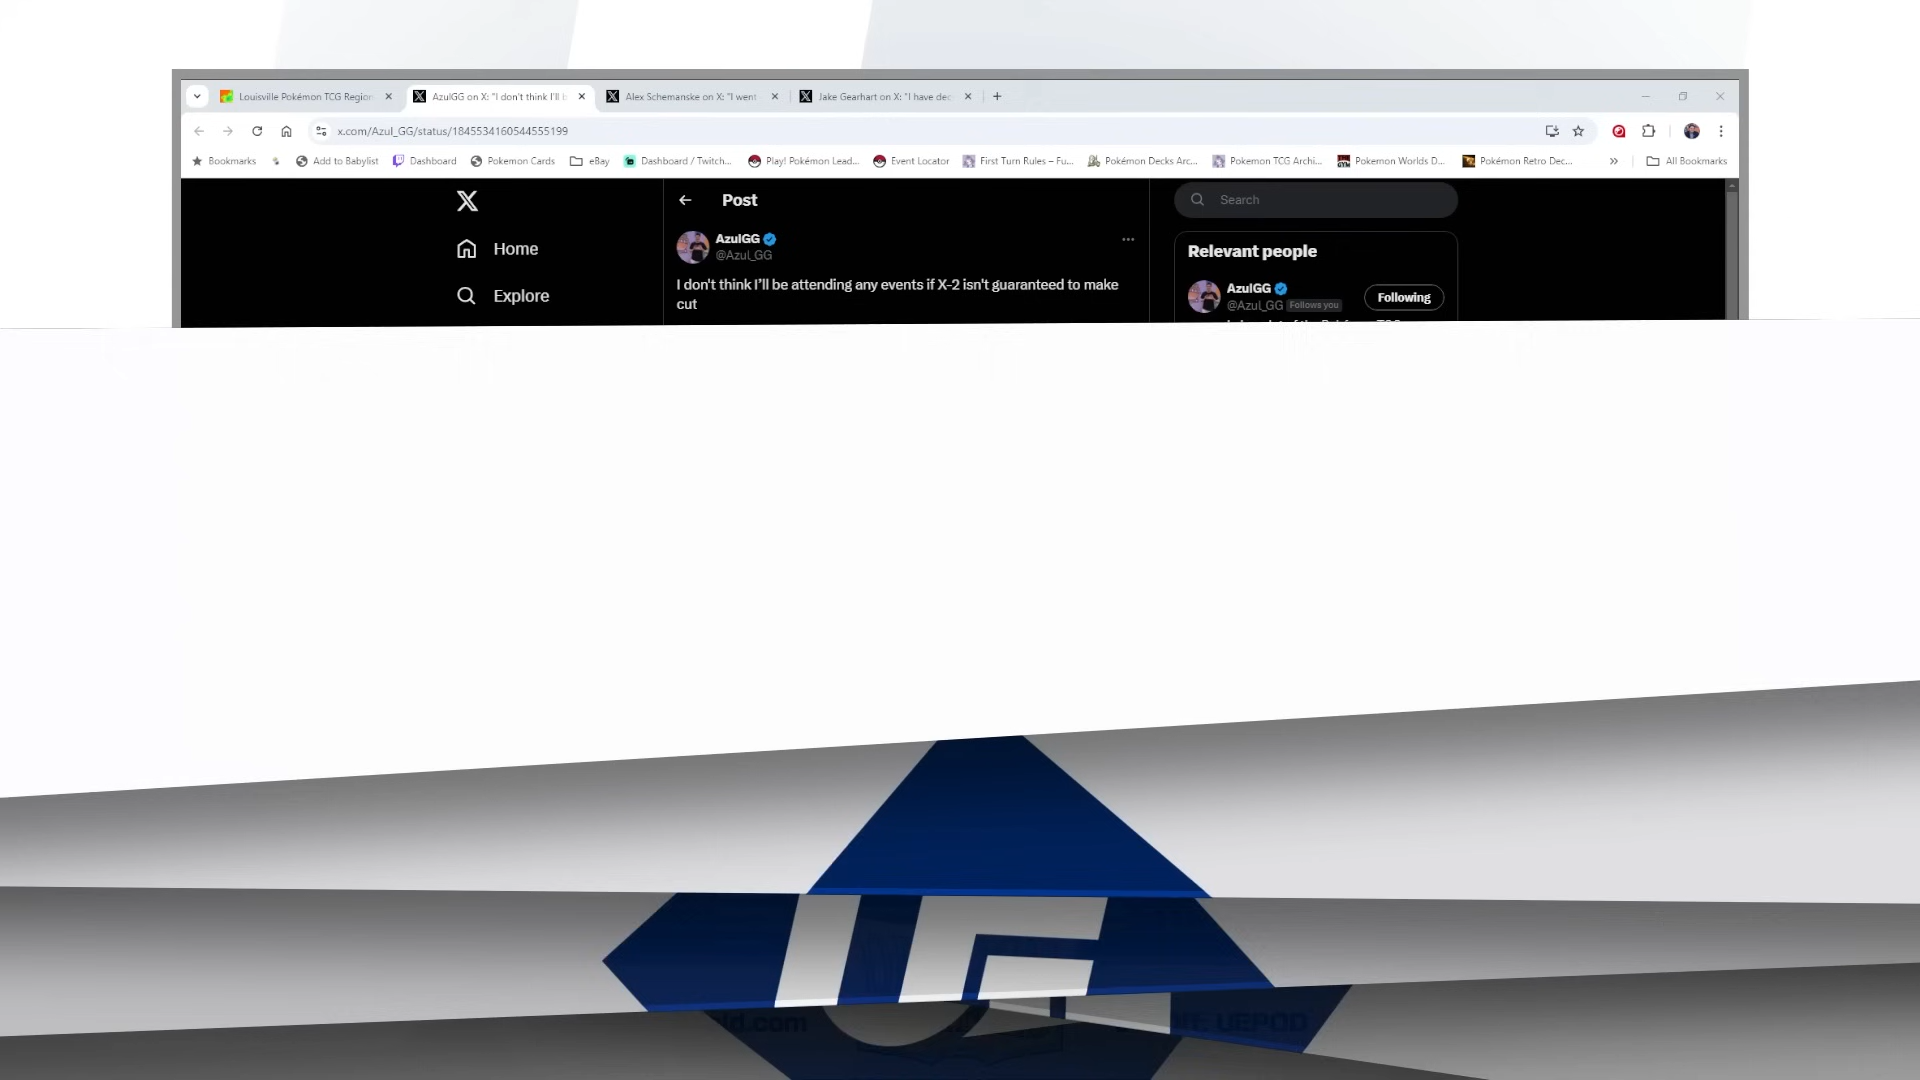 Louisville Pokémon TCG Region
AzulGG on X: "I don't think I'll
Alex Schemanske on X: "I went
Jake Gearhart on X: "I have dec
x.com/Azul_GG/status/1845534160544555199
Bookmarks
Add to Babylist
Dashboard
Pokemon Cards
eBay
Dashboard / Twitch...
Play! Pokémon Lead...
Event Locator
First Turn Rules – Fu...
Pokémon Decks Arc...
Pokemon TCG Archi...
Pokemon Worlds D...
Pokémon Retro Dec...
»
All Bookmarks
Home
Explore
Post
AzulGG
@Azul_GG
I don't think I’ll be attending any events if X-2 isn't guaranteed to make
cut
Search
Relevant people
AzulGG
@Azul_GG Follows you
Following